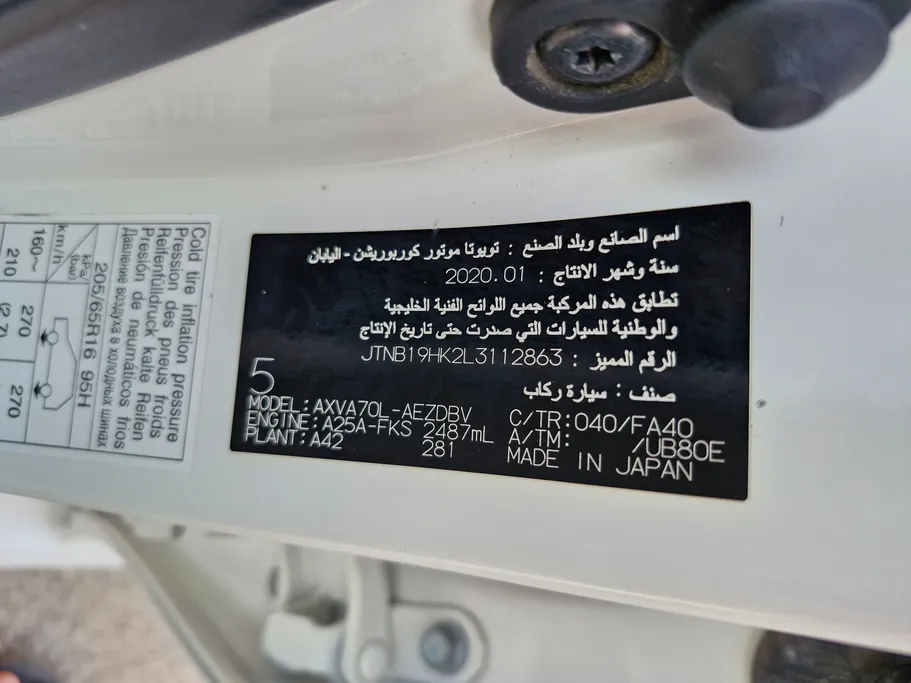 اسم الصانع وبلد الصنع : تويوتا موتور كوربوريشن - اليابان
سنة وشهر الانتاج : 2020.01
تطابق هذه المركبة جميع اللوائح الفنية الخليجية
والوطنية للسيارات التي صدرت حتى تاريخ الإنتاج
الرقم المميز : JTNB19HK2L3112863
صنف : سيارة ركاب
5
MODEL:AXVA70L-AEZDBV C/TR:040/FA40
ENGINE:A25A-FKS 2487mL A/TM: /UB80E
PLANT:A42 281 MADE IN JAPAN
Cold tire inflation pressure
Pression des pneus froids
Reifenfülldruck kalte Reifen
Presión de neumáticos fríos
Давление воздуха в холодных шинах
205/65R16 95H
kPa
(bar)
km/h
270
270
160~
210
(2.7)